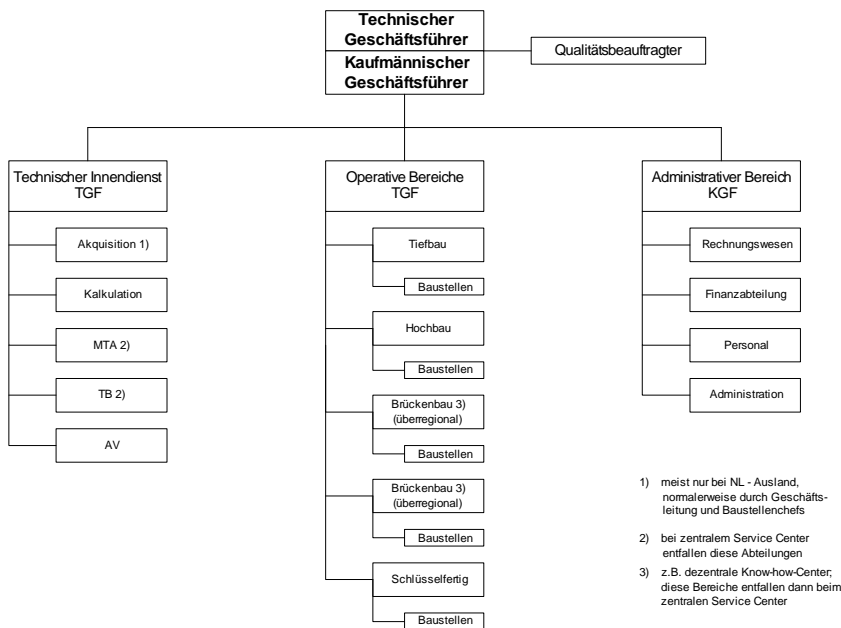 Technischer
Geschäftsführer
Kaufmännischer
Geschäftsführer
Qualitätsbeauftragter
Technischer Innendienst
TGF
Akquisition 1)
Kalkulation
MTA 2)
TB 2)
AV
Operative Bereiche
TGF
Tiefbau
Baustellen
Hochbau
Baustellen
Brückenbau 3)
(überregional)
Baustellen
Brückenbau 3)
(überregional)
Baustellen
Schlüsselfertig
Baustellen
Administrativer Bereich
KGF
Rechnungswesen
Finanzabteilung
Personal
Administration
1) meist nur bei NL - Ausland,
normalerweise durch Geschäfts-
leitung und Baustellenchefs
2) bei zentralem Service Center
entfallen diese Abteilungen
3) z.B. dezentrale Know-how-Center;
diese Bereiche entfallen dann beim
zentralen Service Center